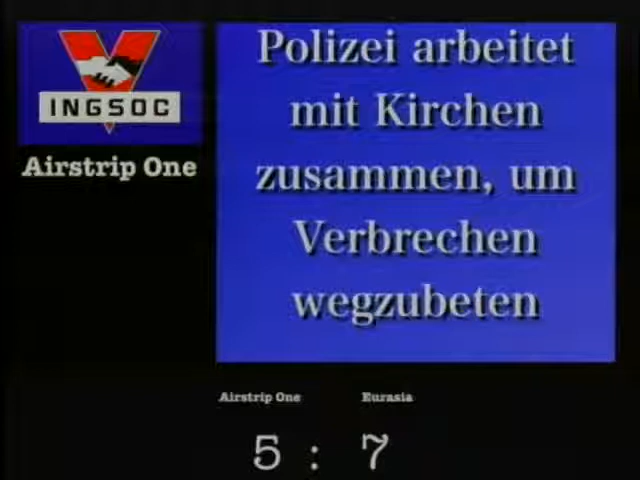 INGSOC
Airstrip One
Polizei arbeitet
mit Kirchen
zusammen, um
Verbrechen
wegzubeten
Airstrip One Eurasia
5 : 7